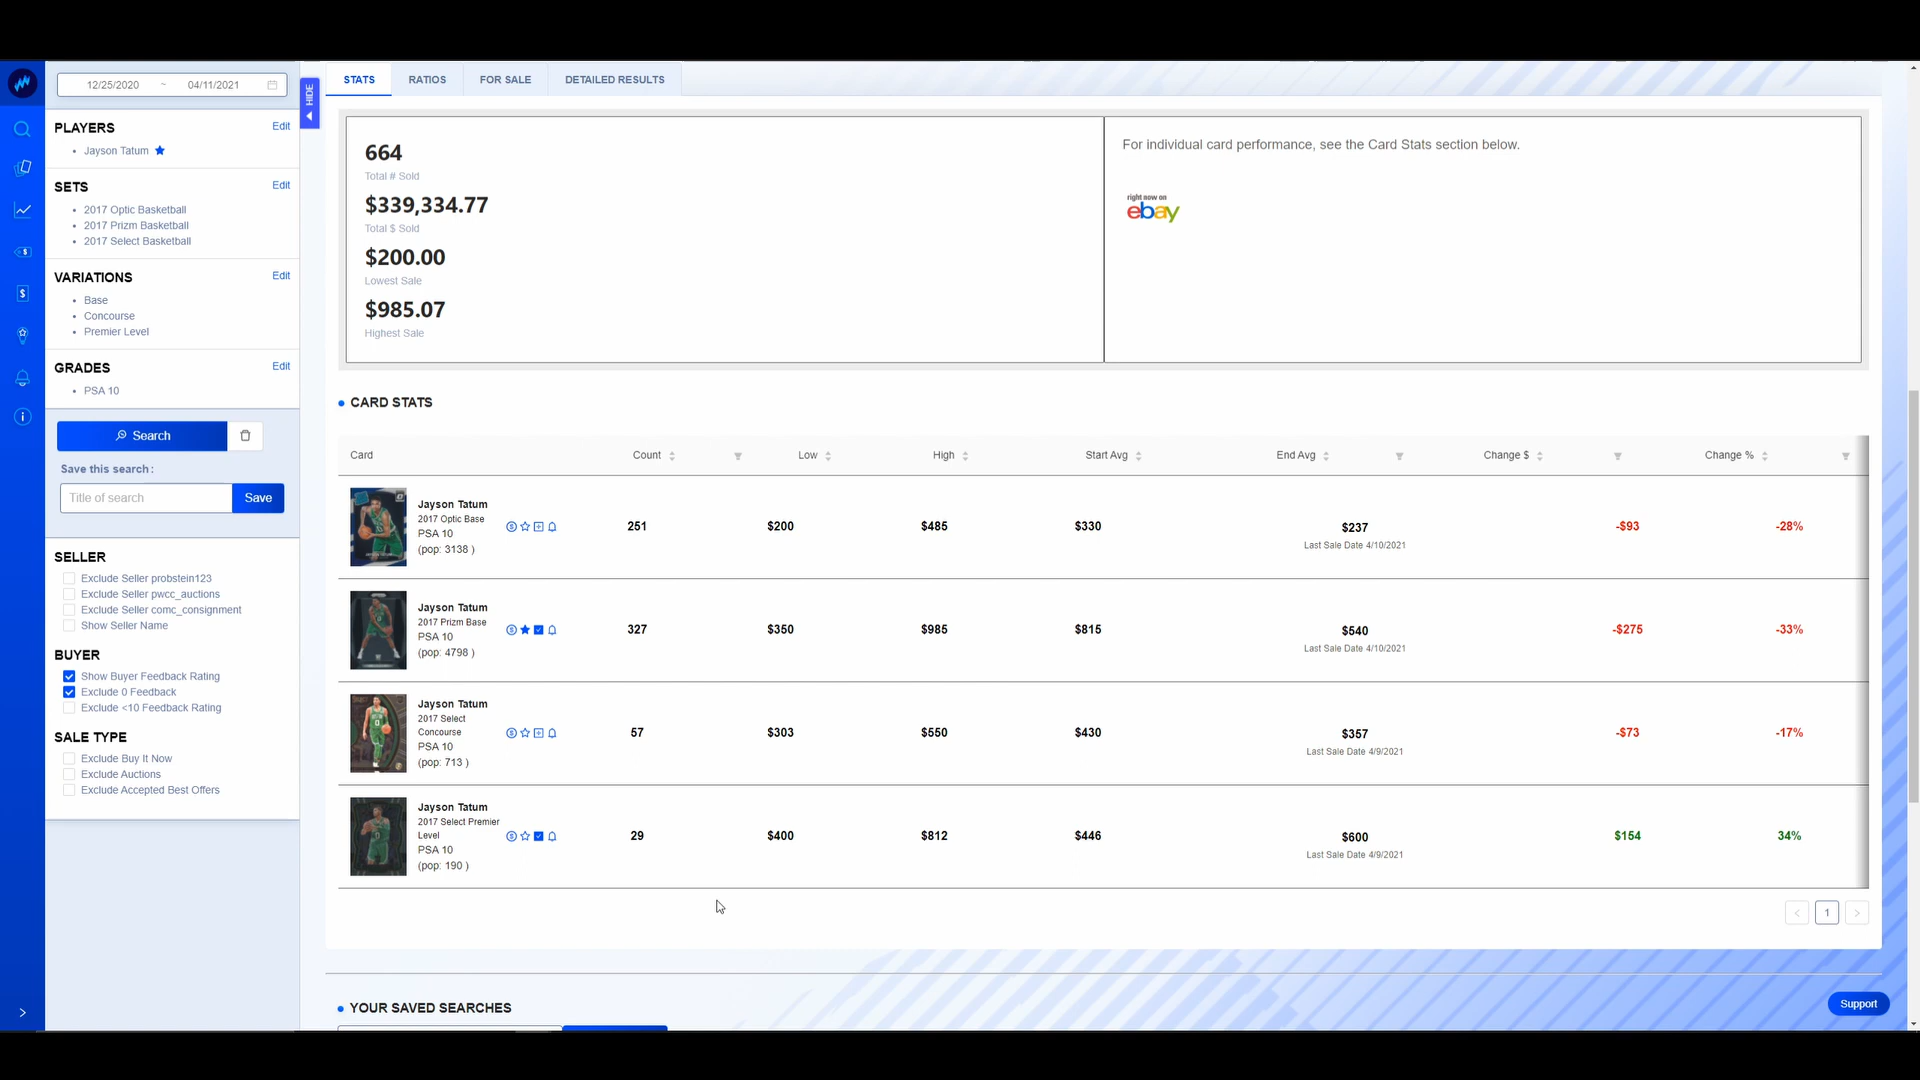 12/25/2020 ~ 04/11/2021
HIDE
PLAYERS Edit
Jayson Tatum
SETS Edit
2017 Optic Basketball
2017 Prizm Basketball
2017 Select Basketball
VARIATIONS Edit
Base
Concourse
Premier Level
GRADES Edit
PSA 10
Search
Save this search:
Title of search Save
SELLER
Exclude Seller probstein123
Exclude Seller pwcc_auctions
Exclude Seller comc_consignment
Show Seller Name
BUYER
Show Buyer Feedback Rating
Exclude 0 Feedback
Exclude <10 Feedback Rating
SALE TYPE
Exclude Buy It Now
Exclude Auctions
Exclude Accepted Best Offers
STATS RATIOS FOR SALE DETAILED RESULTS
664
Total # Sold
$339,334.77
Total $ Sold
$200.00
Lowest Sale
$985.07
Highest Sale
For individual card performance, see the Card Stats section below.
right now on
ebay
CARD STATS
Card Count Low High Start Avg End Avg Change $ Change %
Jayson Tatum
2017 Optic Base
PSA 10
(pop: 3138 )
251 $200 $485 $330 $237 -$93 -28%
Last Sale Date 4/10/2021
Jayson Tatum
2017 Prizm Base
PSA 10
(pop: 4798 )
327 $350 $985 $815 $540 -$275 -33%
Last Sale Date 4/10/2021
Jayson Tatum
2017 Select
Concourse
PSA 10
(pop: 713 )
57 $303 $550 $430 $357 -$73 -17%
Last Sale Date 4/9/2021
Jayson Tatum
2017 Select Premier
Level
PSA 10
(pop: 190 )
29 $400 $812 $446 $600 $154 34%
Last Sale Date 4/9/2021
< 1 >
YOUR SAVED SEARCHES
Support